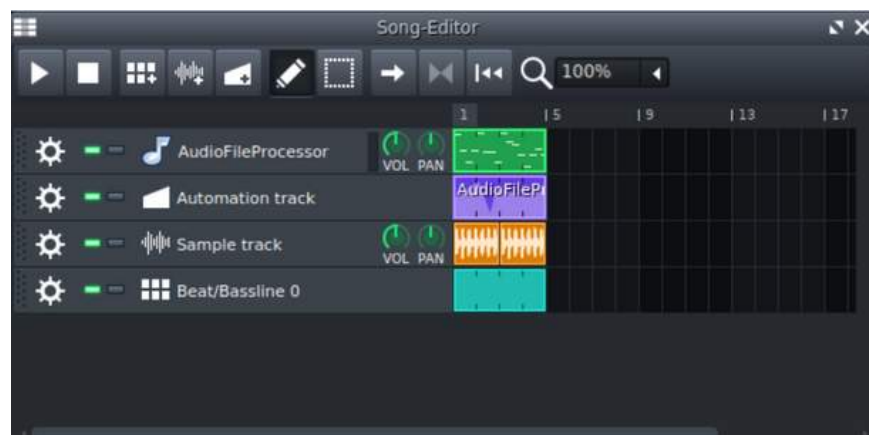 Song-Editor
100%
1 5 9 13 17
AudioFileProcessor VOL PAN
AudioFilePr
Automation track
Sample track VOL PAN
Beat/Bassline 0